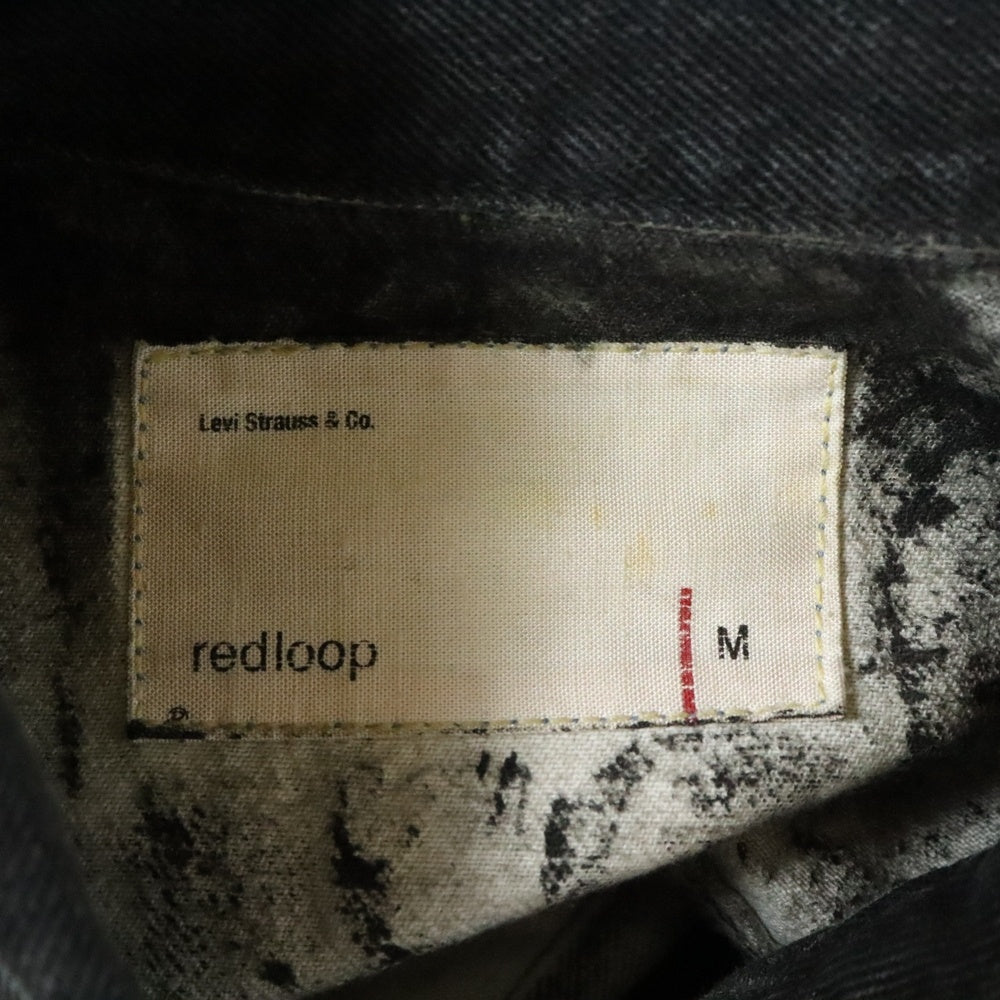 Levi Strauss & Co.
redloop
M